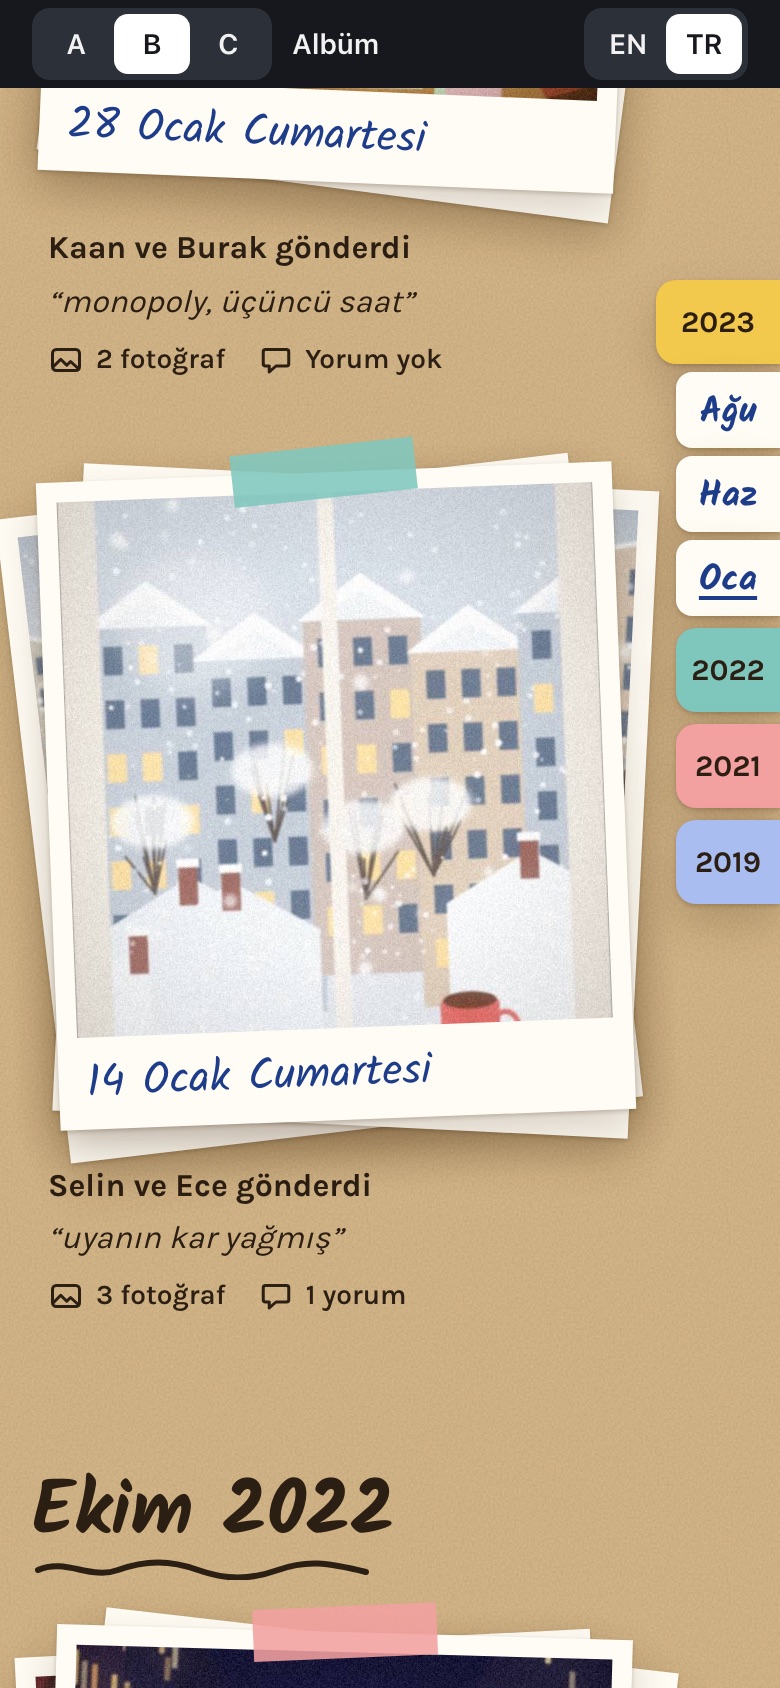 A B C Albüm EN TR
28 Ocak Cumartesi
Kaan ve Burak gönderdi
“monopoly, üçüncü saat”
2 fotoğraf Yorum yok
2023
Ağu
Haz
Oca
2022
2021
2019
14 Ocak Cumartesi
Selin ve Ece gönderdi
“uyanın kar yağmış”
3 fotoğraf 1 yorum
Ekim 2022